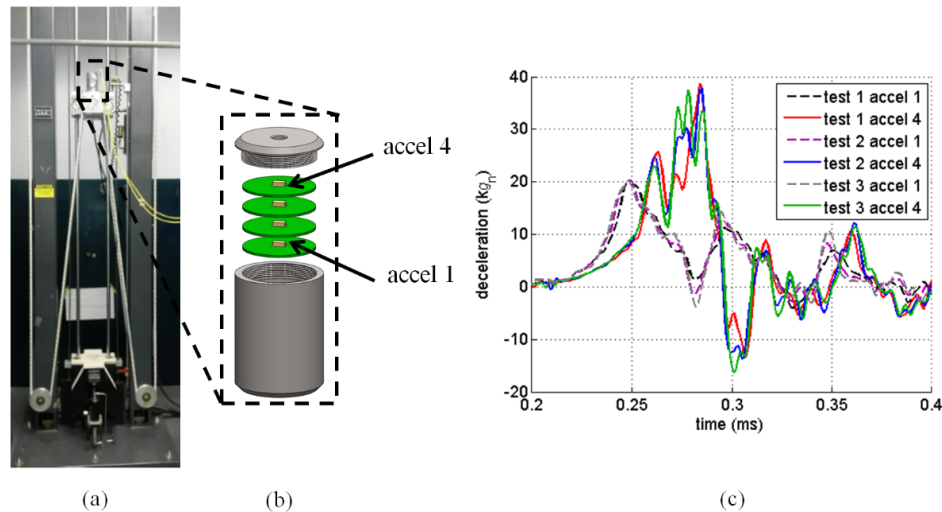 accel 4
accel 1
(a)
(b)
deceleration (kgn)
40
30
20
10
0
-10
-20
0.2
0.25
0.3
0.35
0.4
time (ms)
test 1 accel 1
test 1 accel 4
test 2 accel 1
test 2 accel 4
test 3 accel 1
test 3 accel 4
(c)